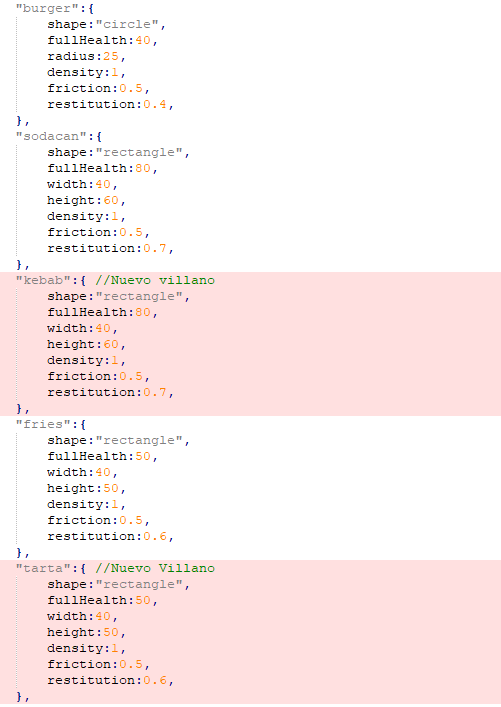 "burger":{
shape:"circle",
fullHealth:40,
radius:25,
density:1,
friction:0.5,
restitution:0.4,
},
"sodacan":{
shape:"rectangle",
fullHealth:80,
width:40,
height:60,
density:1,
friction:0.5,
restitution:0.7,
},
"kebab":{ //Nuevo villano
shape:"rectangle",
fullHealth:80,
width:40,
height:60,
density:1,
friction:0.5,
restitution:0.7,
},
"fries":{
shape:"rectangle",
fullHealth:50,
width:40,
height:50,
density:1,
friction:0.5,
restitution:0.6,
},
"tarta":{ //Nuevo Villano
shape:"rectangle",
fullHealth:50,
width:40,
height:50,
density:1,
friction:0.5,
restitution:0.6,
},